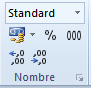 Standard
% 000
,00 ,0
,0 ,00
Nombre